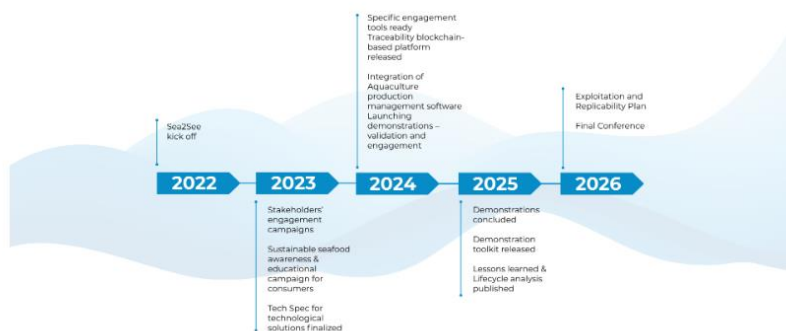 Specific engagement
tools ready
Traceability blockchain-
based platform
released
Integration of
Aquaculture
production
management software
Launching
demonstrations –
validation and
engagement
Exploitation and
Replicability Plan
Final Conference
Sea2See
kick off
2022
2023
2024
2025
2026
Stakeholders'
engagement
campaigns
Sustainable seafood
awareness &
educational
campaign for
consumers
Tech Spec for
technological
solutions finalized
Demonstrations
concluded
Demonstration
toolkit released
Lessons learned &
Lifecycle analysis
published